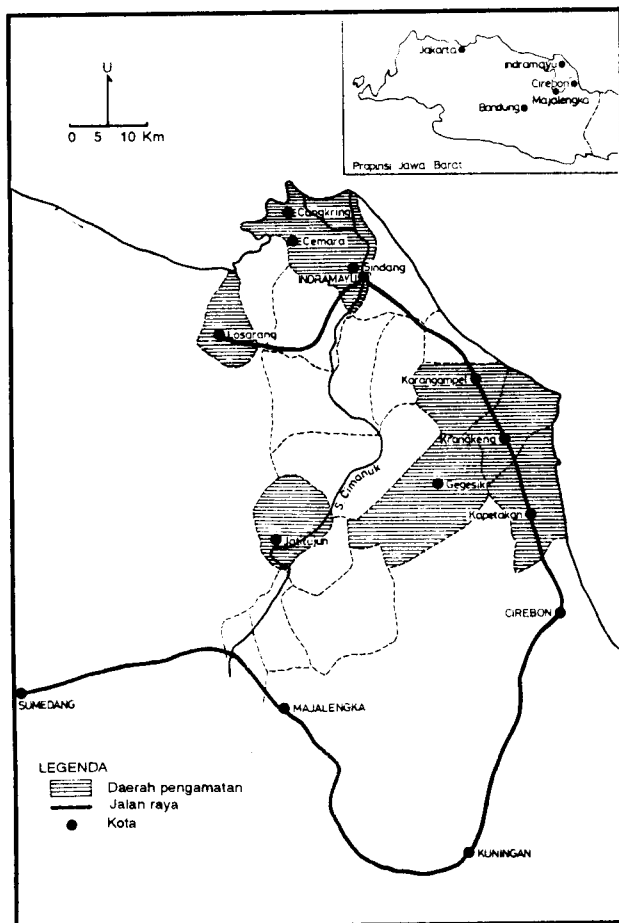 Jakarta
Indramayu
Cirebon
Majalengka
Bandung
Propinsi Jawa Barat
U
0 5 10 Km
Cangkring
Cemara
Sindang
INDRAMAYU
Losarang
Karangampel
Krangkeng
Gegesik
S. Cimanuk
Kapetakan
Jatitujun
CIREBON
SUMEDANG
MAJALENGKA
LEGENDA
Daerah pengamatan
Jalan raya
Kota
KUNINGAN